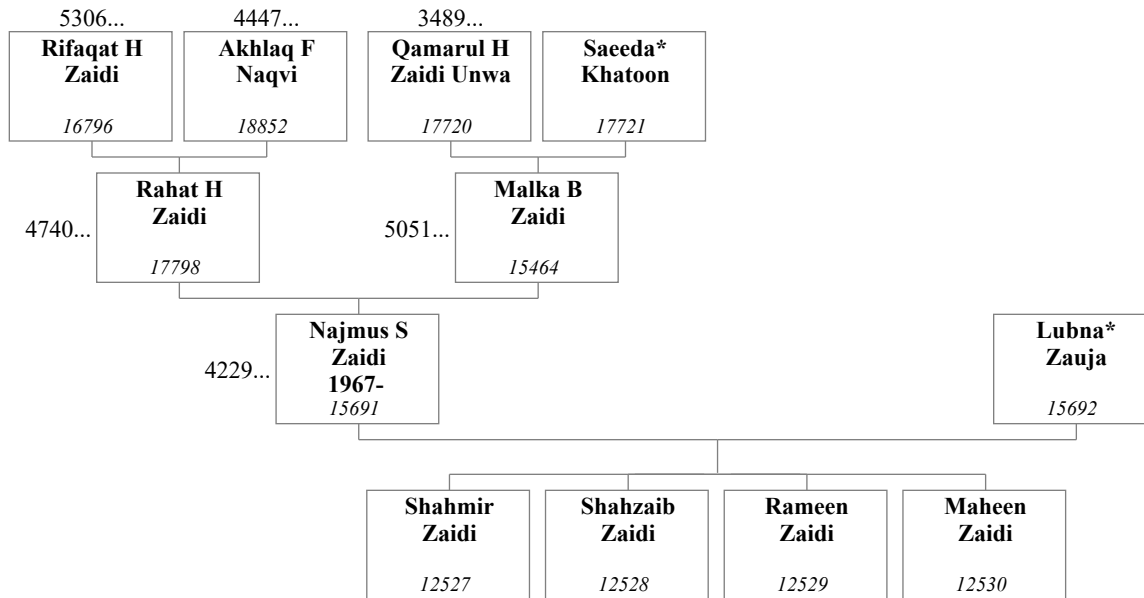 5306...
4447...
3489...
Rifaqat H
Zaidi
16796
Akhlaq F
Naqvi
18852
Qamarul H
Zaidi Unwa
17720
Saeeda*
Khatoon
17721
4740...
Rahat H
Zaidi
17798
5051...
Malka B
Zaidi
15464
4229...
Najmus S
Zaidi
1967-
15691
Lubna*
Zauja
15692
Shahmir
Zaidi
12527
Shahzaib
Zaidi
12528
Rameen
Zaidi
12529
Maheen
Zaidi
12530